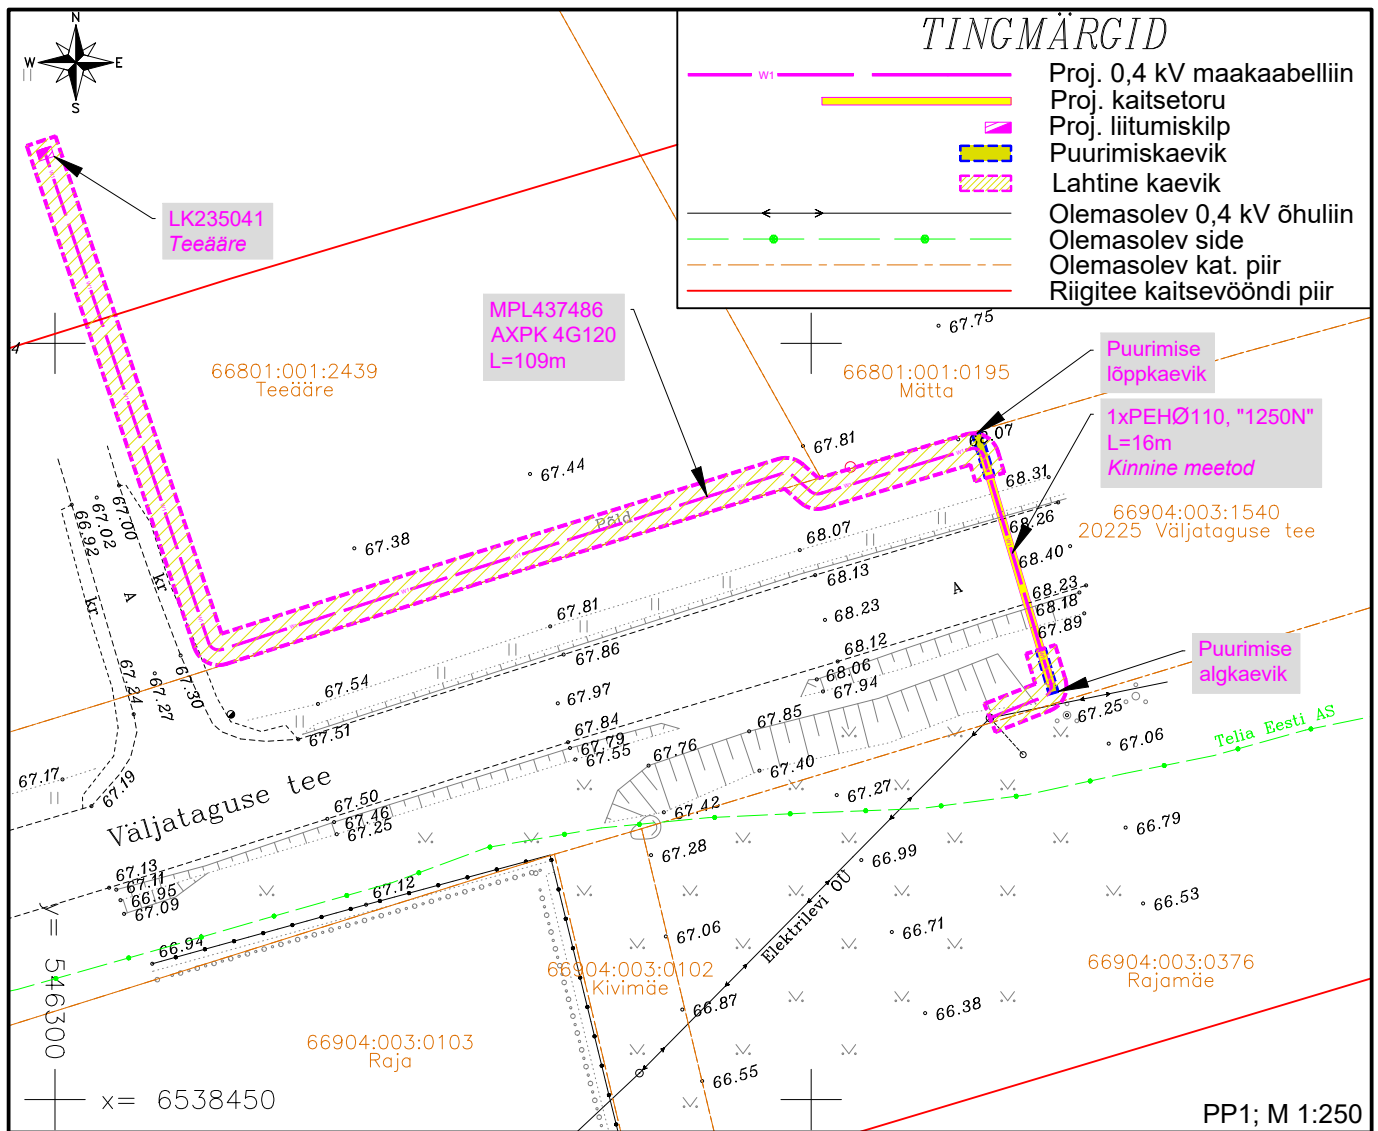 N
W
E
S
TINGMÄRGID
W1
Proj. 0,4 kV maakaabelliin
Proj. kaitsetoru
Proj. liitumiskilp
Puurimiskaevik
Lahtine kaevik
Olemasolev 0,4 kV õhuliin
Olemasolev side
Olemasolev kat. piir
Riigitee kaitsevööndi piir
LK235041
Teeääre
MPL437486
AXPK 4G120
L=109m
67.75
4
66801:001:2439
Teeääre
66801:001:0195
Mätta
Puurimise
lõppkaevik
1xPEHØ110, "1250N"
L=16m
Kinnine meetod
67.81
68.07
67.44
68.31
66904:003:1540
20225 Väljataguse tee
67.00
67.02
66.92
Põld
68.26
68.07
67.38
68.40
kr
kr
A
68.13
A
68.23
68.18
67.81
68.23
67.89
67.86
68.12
Puurimise
algkaevik
67.24
67.27
67.30
68.06
67.94
67.54
67.97
67.25
67.51
67.84
67.85
Telia Eesti AS
67.79
67.55
67.76
67.06
67.17
67.19
67.40
Väljataguse tee
67.27
67.50
67.46
67.25
67.42
66.79
67.13
67.11
66.95
67.09
67.12
67.28
66.99
66.53
66.94
67.06
66.71
Elektrilevi OÜ
y= 546300
66904:003:0102
Kivimäe
66904:003:0376
Rajamäe
66.87
66.38
66904:003:0103
Raja
66.55
x= 6538450
PP1; M 1:250